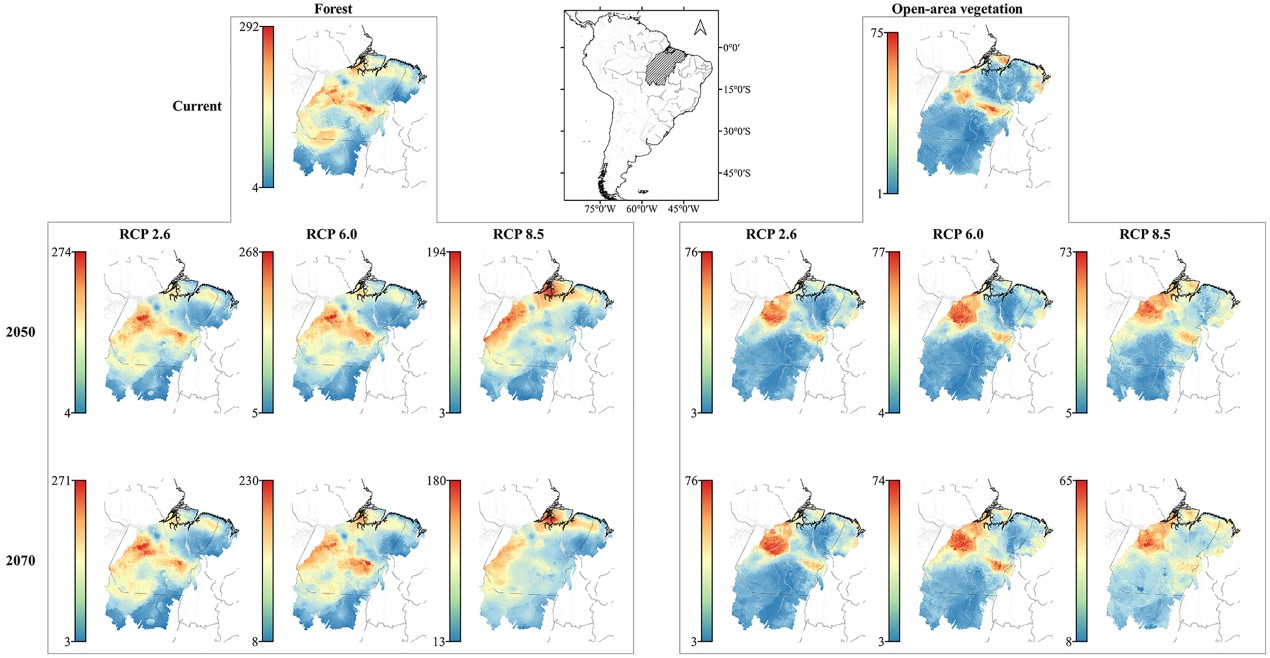 Forest
Open-area vegetation
292
75
0°0'
Current
15°0'S
30°0'S
45°0'S
4
1
75°0'W 60°0'W 45°0'W
RCP 2.6 RCP 6.0 RCP 8.5 RCP 2.6 RCP 6.0 RCP 8.5
274 268 194 76 77 73
2050
4 5 3 3 4 5
271 230 180 76 74 65
2070
3 8 13 3 3 8